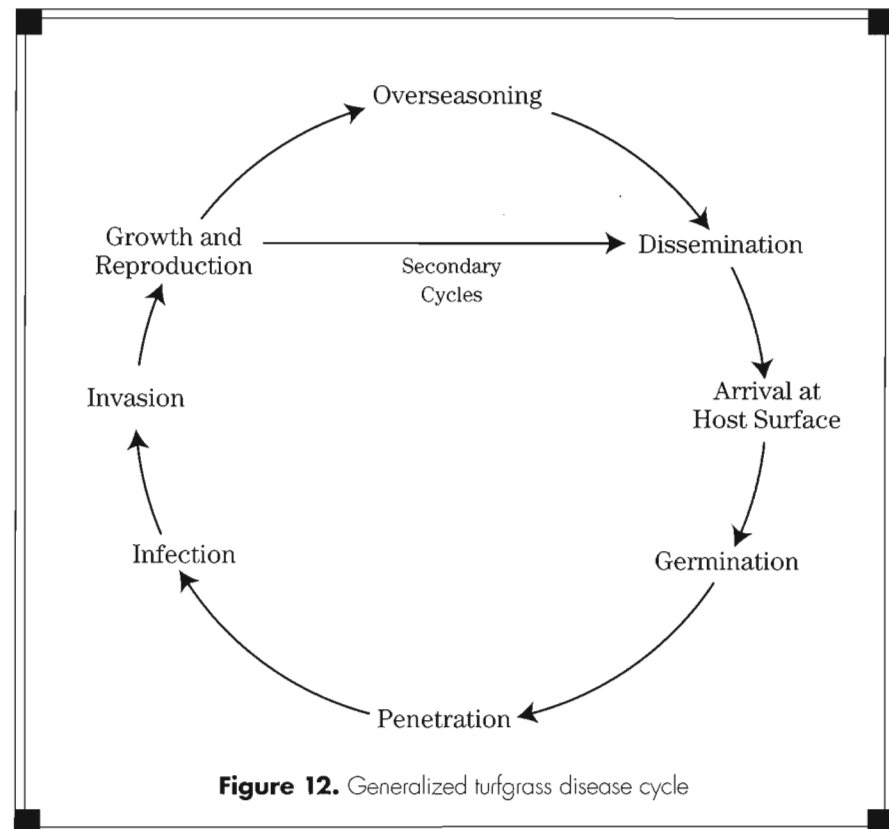 Overseasoning
Growth and
Reproduction
Secondary
Cycles
Dissemination
Invasion
Arrival at
Host Surface
Infection
Germination
Penetration
Figure 12. Generalized turfgrass disease cycle